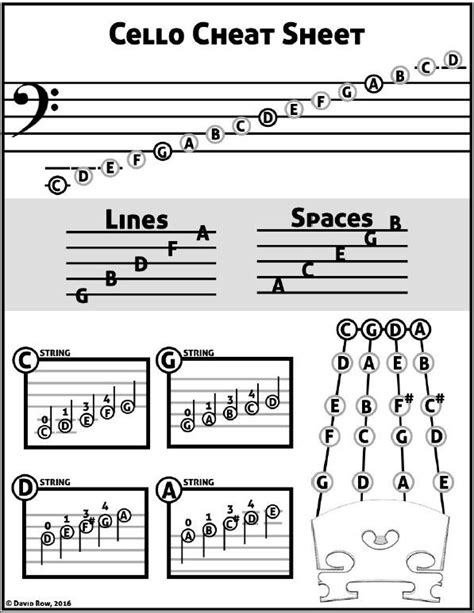 Cello Cheat Sheet
C D E F G A B C D E F G A B C D
Lines
G B D F A
Spaces
A C E G B
C STRING
0 1 3 4
C D E F G
G STRING
0 1 3 4
G A B C D
D STRING
0 1 3 4
D E F# G A
A STRING
0 1 3 4
A B C# D E
C G D A
D A E B
E B F# C#
F C G D
G D A E
© David Row, 2016